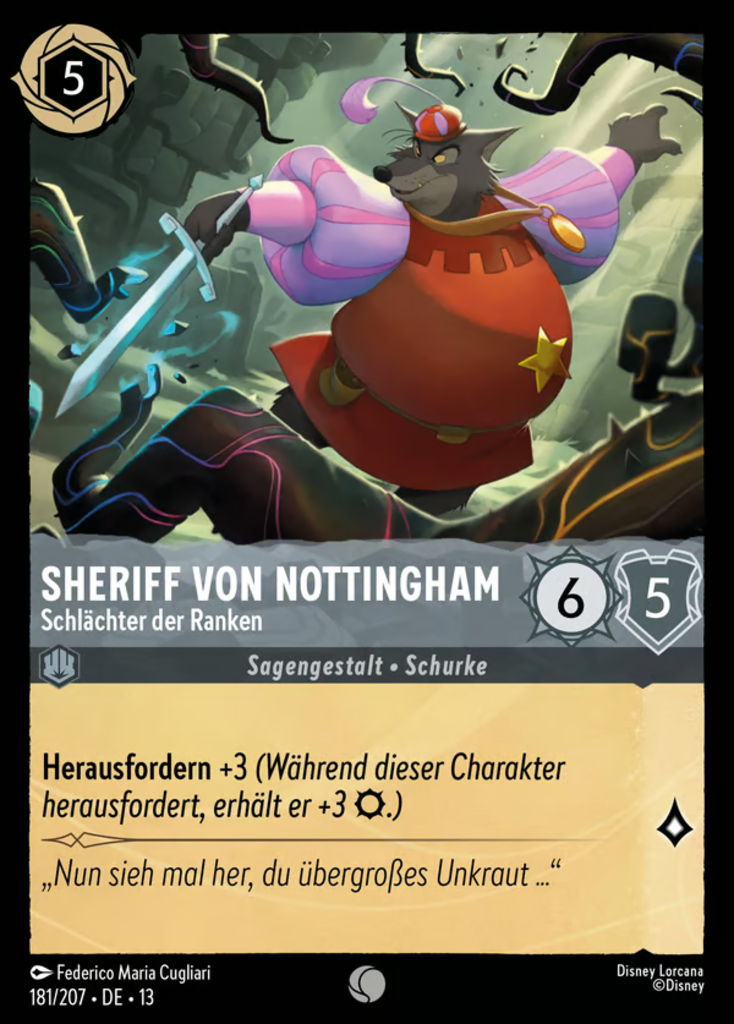 5
SHERIFF VON NOTTINGHAM
Schlächter der Ranken
6
5
Sagengestalt • Schurke
Herausfordern +3 (Während dieser Charakter
herausfordert, erhält er +3 .)
„Nun sieh mal her, du übergroßes Unkraut ...“
Federico Maria Cugliari
181/207 • DE • 13
Disney Lorcana
©Disney